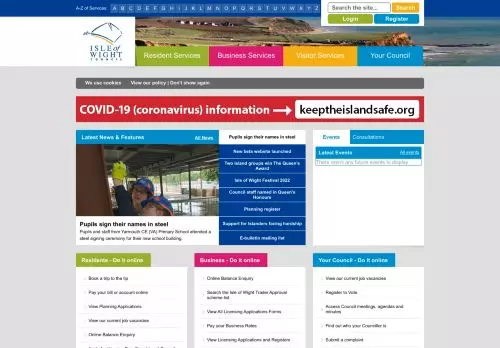 A-Z of Services: A B C D E F G H I J K L M N O P Q R S T U V W X Y Z
Search the site... Search
Login Register
ISLE of
WIGHT
COUNCIL
Resident Services Business Services Visitor Services Your Council
We use cookies View our policy | Don't show again.
COVID-19 (coronavirus) information keeptheislandsafe.org
Latest News & Features All News
Pupils sign their names in steel
New bets website launched
Two island groups win The Queen's
Award
Isle of Wight Festival 2022
Council staff named in Queen's
Honours
Planning register
Support for Islanders facing hardship
E-bulletin mailing list
Pupils sign their names in steel
Pupils and staff from Yarmouth CE (VA) Primary School attended a
steel signing ceremony for their new school building.
Events Consultations
Latest Events All events
There aren't any future events to display
Residents - Do it online
Book a trip to the tip
Pay your bill or account online
View Planning Applications
View our current job vacancies
Online Balance Enquiry
Business - Do it online
Online Balance Enquiry
Search the Isle of Wight Trader Approval
scheme list
View All Licensing Applications Forms
Pay your Business Rates
View Licensing Applications and Registers
Your Council - Do it online
View our current job vacancies
Register to Vote
Access Council meetings, agendas and
minutes
Find out who your Councillor is
Submit a complaint